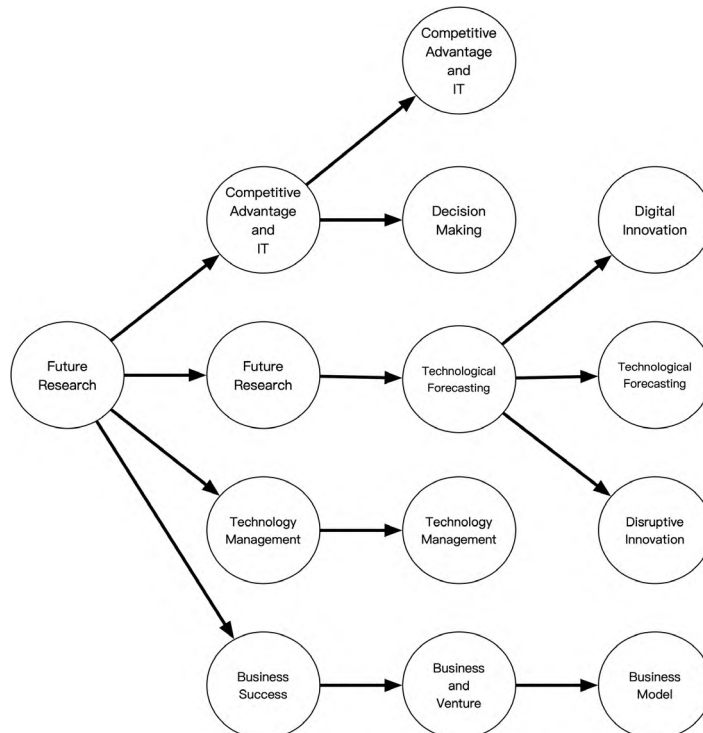 Competitive
Advantage
and
IT
Competitive
Advantage
and
IT
Decision
Making
Digital
Innovation
Future
Research
Future
Research
Technological
Forecasting
Technological
Forecasting
Technology
Management
Technology
Management
Disruptive
Innovation
Business
Success
Business
and
Venture
Business
Model